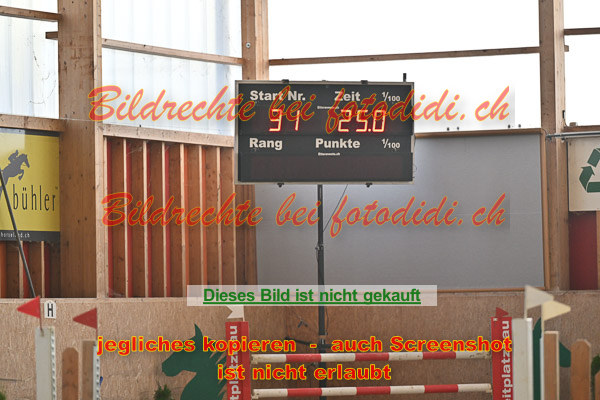 Start Nr. Zeit 1/100
Bildrechte bei fotodidi.ch
91 25.0
Rang Punkte 1/100
bühler
Bildrechte bei fotodidi.ch
Dieses Bild ist nicht gekauft
H
jegliches kopieren - auch Screenshot
ist nicht erlaubt